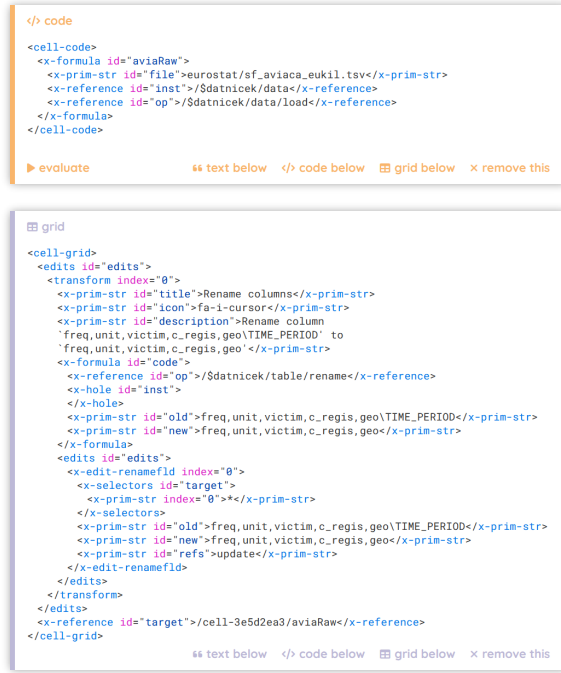 </> code
<cell-code>
<x-formula id="aviaRaw">
<x-prim-str id="file">eurostat/sf_aviaca_eukil.tsv</x-prim-str>
<x-reference id="inst">/$datnicek/data</x-reference>
<x-reference id="op">/$datnicek/data/load</x-reference>
</x-formula>
</cell-code>
evaluate text below </> code below grid below × remove this
grid
<cell-grid>
<edits id="edits">
<transform index="0">
<x-prim-str id="title">Rename columns</x-prim-str>
<x-prim-str id="icon">fa-i-cursor</x-prim-str>
<x-prim-str id="description">Rename column
`freq,unit,victim,c_regis,geo\TIME_PERIOD' to
`freq,unit,victim,c_regis,geo'</x-prim-str>
<x-formula id="code">
<x-reference id="op">/$datnicek/table/rename</x-reference>
<x-hole id="inst">
</x-hole>
<x-prim-str id="old">freq,unit,victim,c_regis,geo\TIME_PERIOD</x-prim-str>
<x-prim-str id="new">freq,unit,victim,c_regis,geo</x-prim-str>
</x-formula>
<edits id="edits">
<x-edit-renamefld index="0">
<x-selectors id="target">
<x-prim-str index="0">*</x-prim-str>
</x-selectors>
<x-prim-str id="old">freq,unit,victim,c_regis,geo\TIME_PERIOD</x-prim-str>
<x-prim-str id="new">freq,unit,victim,c_regis,geo</x-prim-str>
<x-prim-str id="refs">update</x-prim-str>
</x-edit-renamefld>
</edits>
</transform>
</edits>
<x-reference id="target">/cell-3e5d2ea3/aviaRaw</x-reference>
</cell-grid>
text below </> code below grid below × remove this